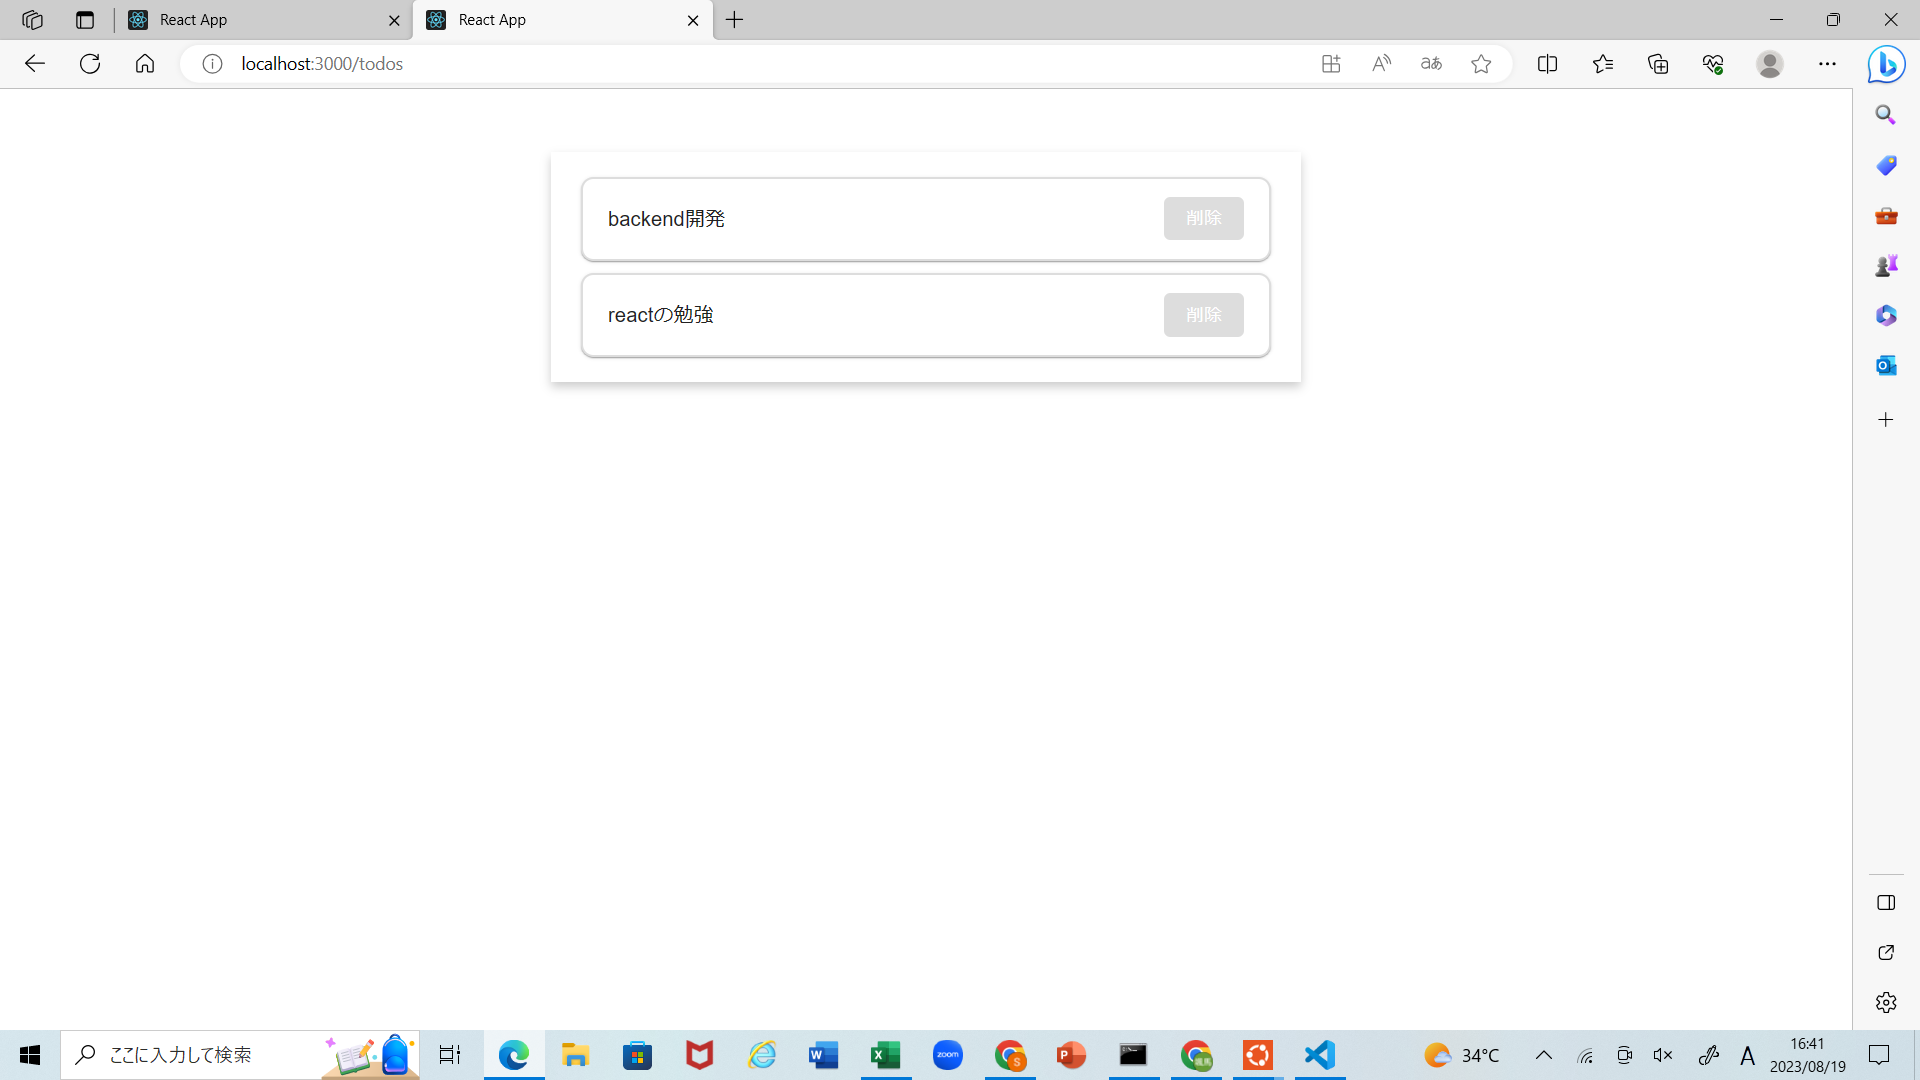 React App
React App
localhost:3000/todos
backend開発
削除
reactの勉強
削除
ここに入力して検索
34°C
A
16:41
2023/08/19